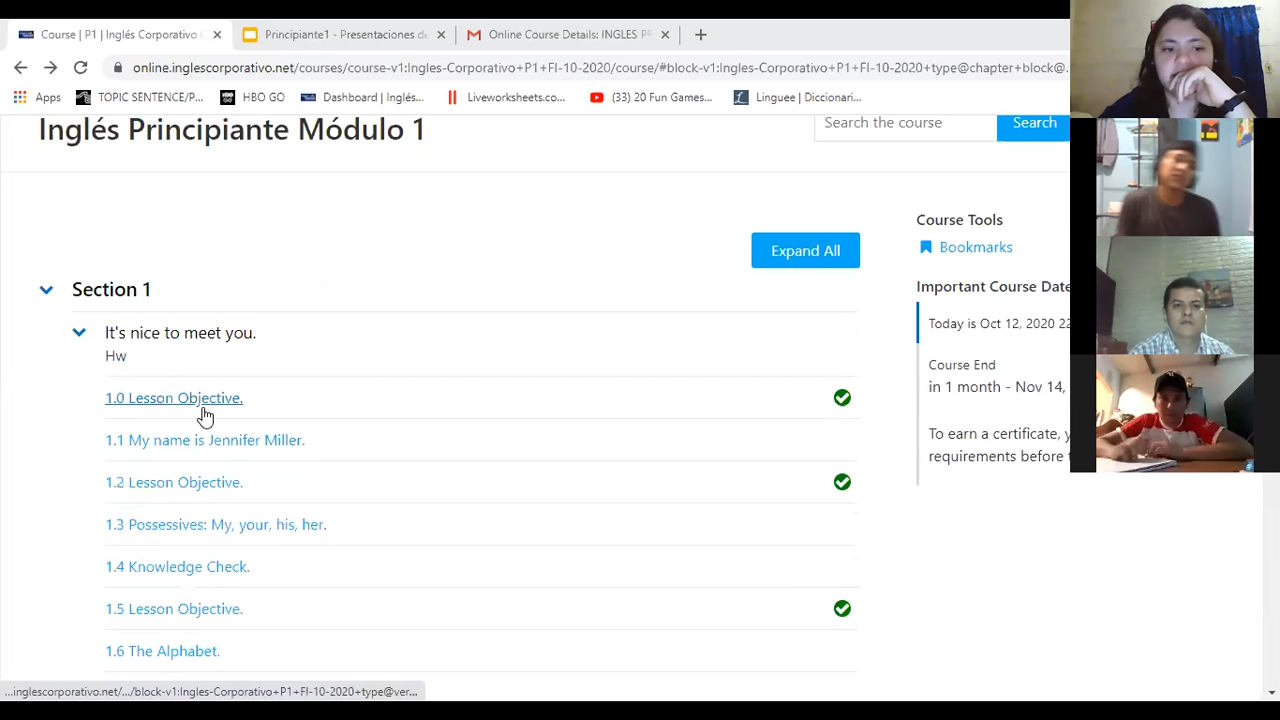 Course | P1 | Inglés Corporativo
Principiante1 - Presentaciones d
Online Course Details: INGLES P
online.inglescorporativo.net/courses/course-v1:Ingles-Corporativo+P1+FI-10-2020/course/#block-v1:Ingles-Corporativo+P1+FI-10-2020+type@chapter+block@...
Apps
TOPIC SENTENCE/P...
HBO GO
Dashboard | Inglés...
Liveworksheets.co...
(33) 20 Fun Games...
Linguee | Diccionari...
Inglés Principiante Módulo 1
Search the course
Search
Course Tools
Bookmarks
Expand All
Important Course Date
Section 1
Today is Oct 12, 2020 22
It's nice to meet you.
Hw
Course End
in 1 month - Nov 14,
1.0 Lesson Objective.
1.1 My name is Jennifer Miller.
To earn a certificate, y
requirements before t
1.2 Lesson Objective.
1.3 Possessives: My, your, his, her.
1.4 Knowledge Check.
1.5 Lesson Objective.
1.6 The Alphabet.
...inglescorporativo.net/.../block-v1:Ingles-Corporativo+P1+FI-10-2020+type@ver...